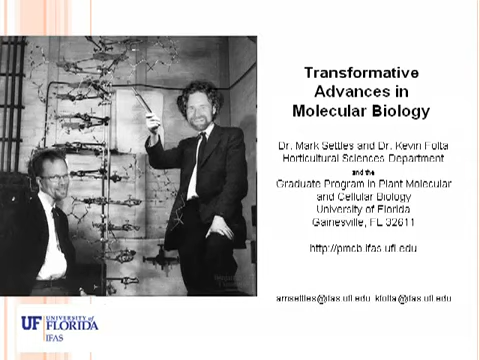 Transformative
Advances in
Molecular Biology
Dr. Mark Settles and Dr. Kevin Folta
Horticultural Sciences Department
and the
Graduate Program in Plant Molecular
and Cellular Biology
University of Florida
Gainesville, FL 32611
http://pmcb.ifas.ufl.edu
amsettles@ifas.ufl.edu kfolta@ifas.ufl.edu
UF UNIVERSITY of
FLORIDA
IFAS